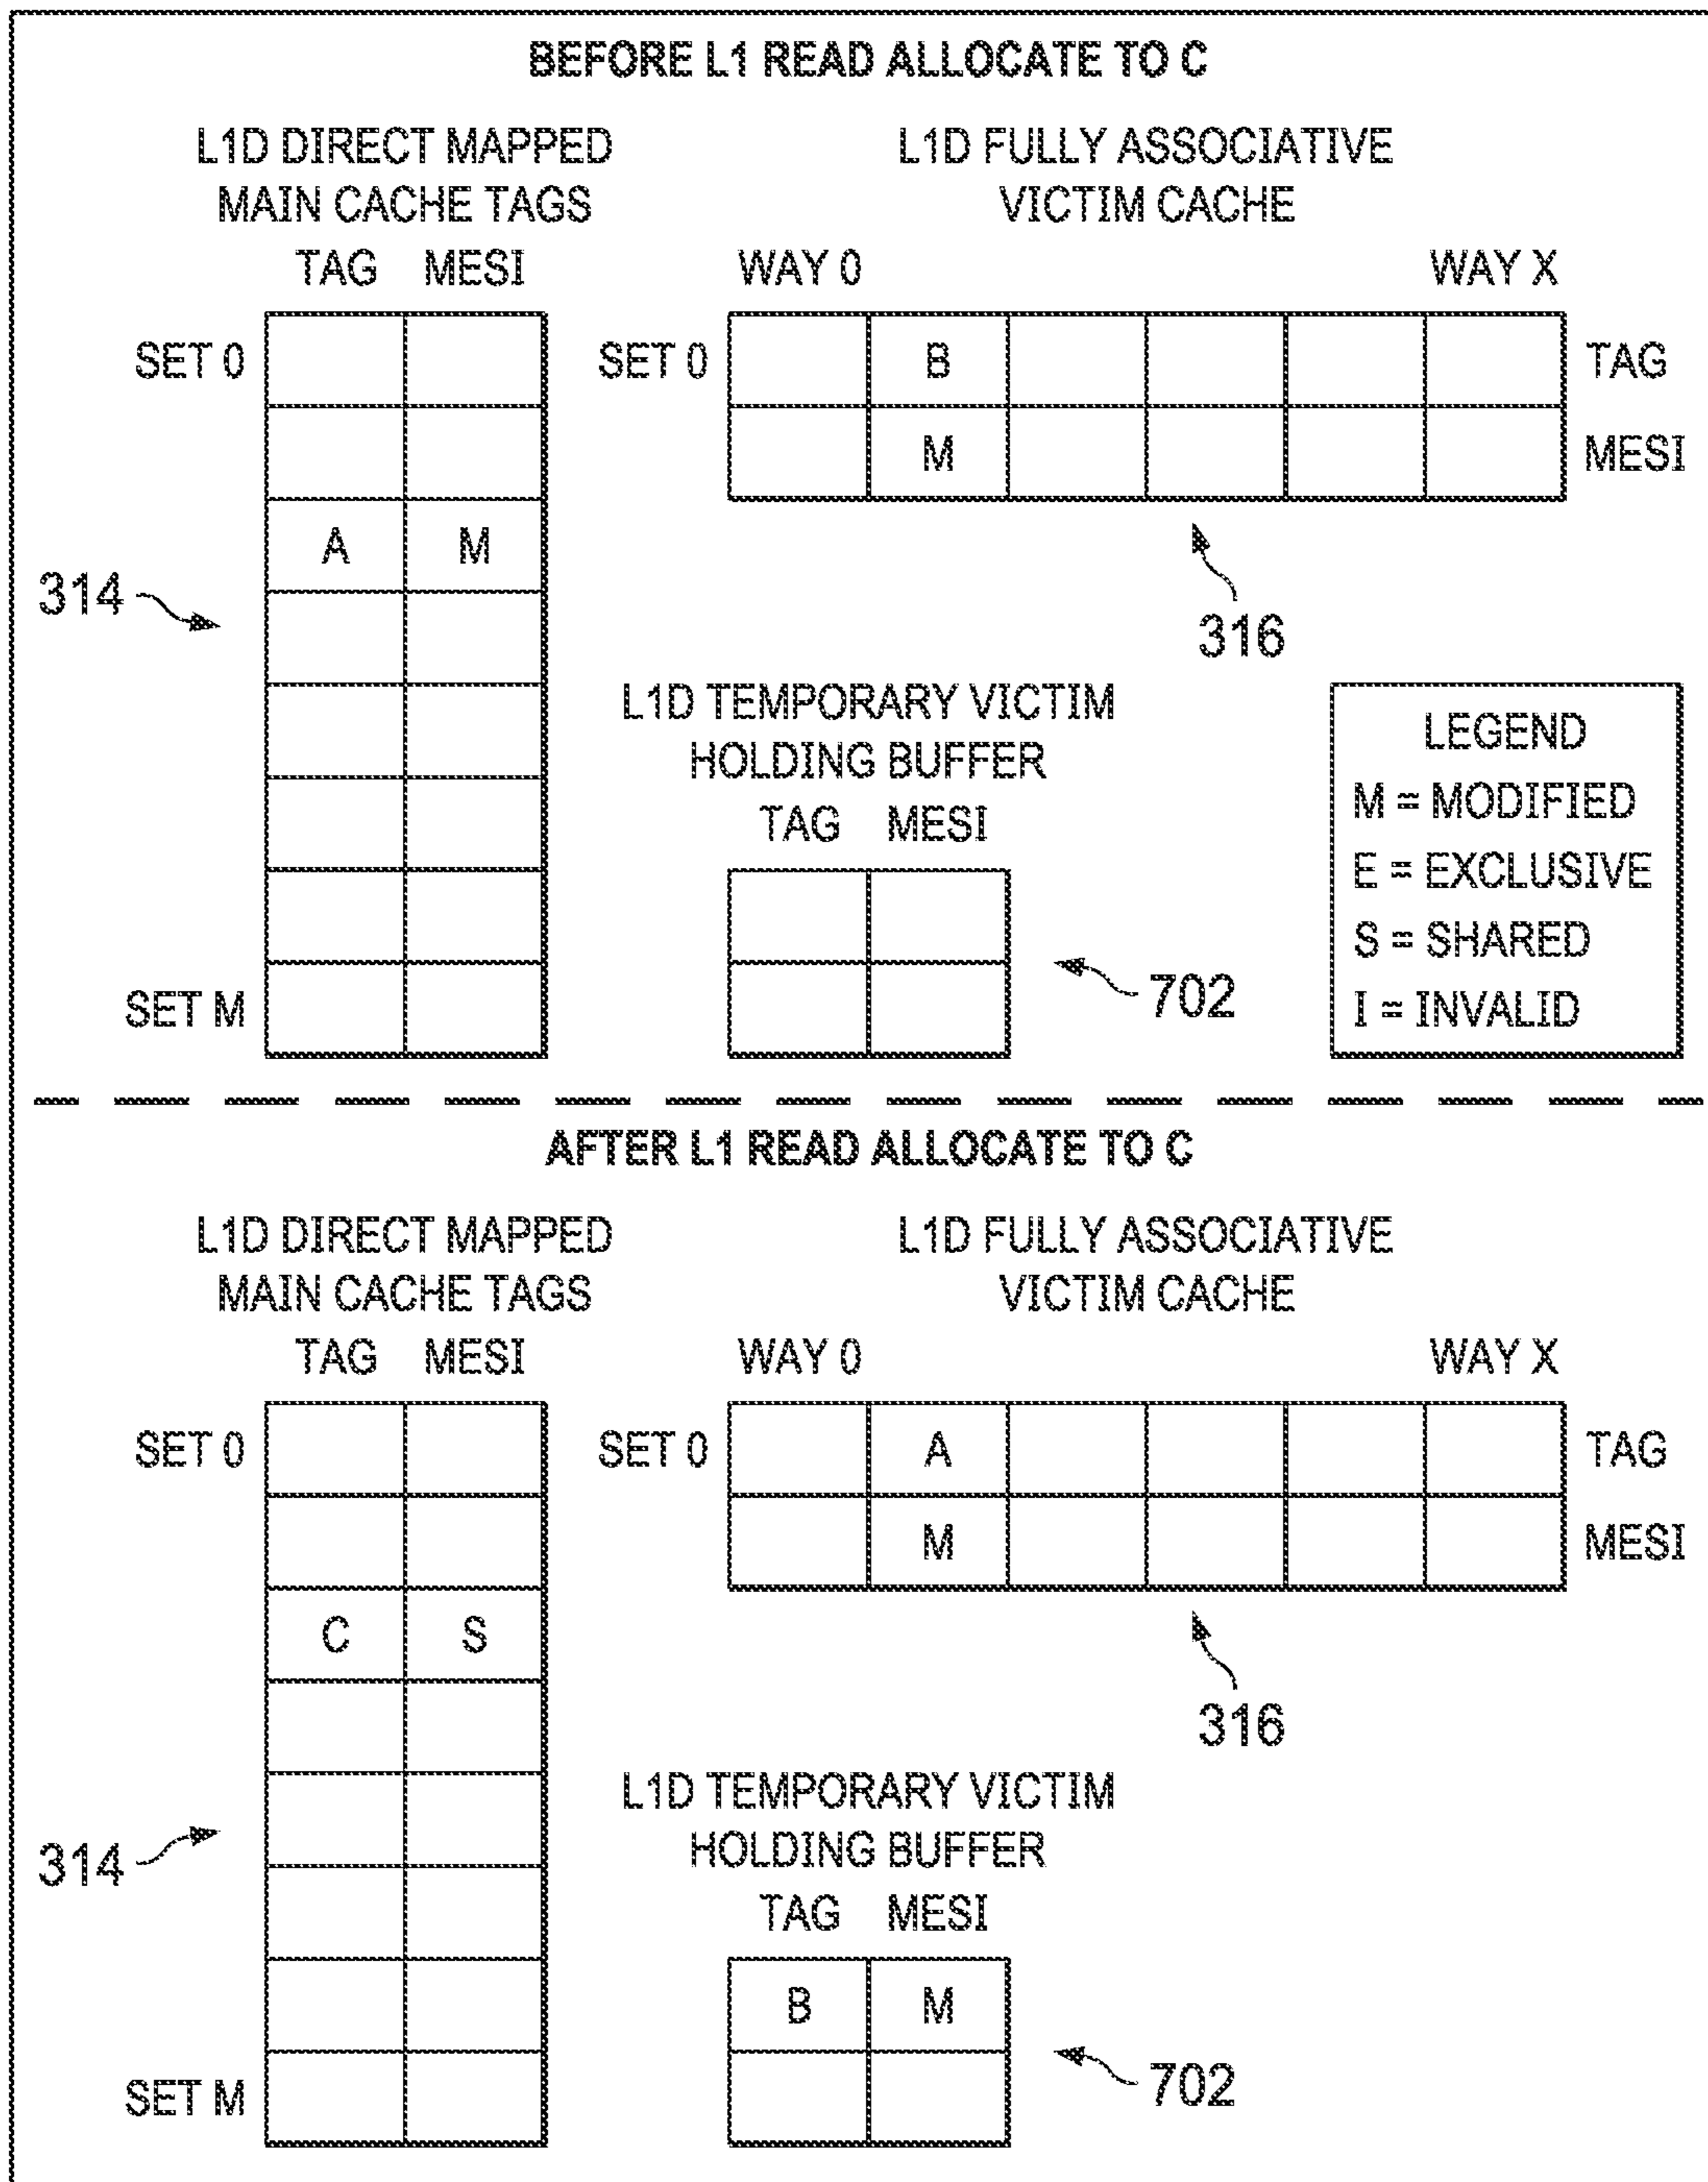 BEFORE L1 READ ALLOCATE TO C
L1D DIRECT MAPPED
MAIN CACHE TAGS
TAG MESI
SET 0
A M
314
SET M
L1D FULLY ASSOCIATIVE
VICTIM CACHE
WAY 0 WAY X
SET 0 B TAG
M MESI
316
L1D TEMPORARY VICTIM
HOLDING BUFFER
TAG MESI
702
LEGEND
M = MODIFIED
E = EXCLUSIVE
S = SHARED
I = INVALID
AFTER L1 READ ALLOCATE TO C
L1D DIRECT MAPPED
MAIN CACHE TAGS
TAG MESI
SET 0
C S
314
SET M
L1D FULLY ASSOCIATIVE
VICTIM CACHE
WAY 0 WAY X
SET 0 A TAG
M MESI
316
L1D TEMPORARY VICTIM
HOLDING BUFFER
TAG MESI
B M
702